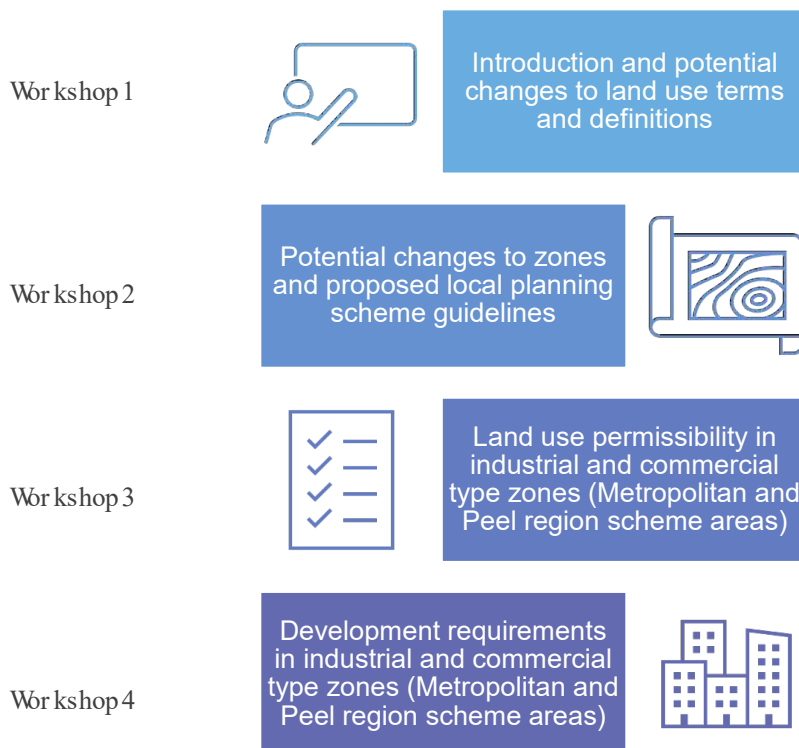 Workshop 1
Introduction and potential
changes to land use terms
and definitions
Workshop 2
Potential changes to zones
and proposed local planning
scheme guidelines
Workshop 3
Land use permissibility in
industrial and commercial
type zones (Metropolitan and
Peel region scheme areas)
Workshop 4
Development requirements
in industrial and commercial
type zones (Metropolitan and
Peel region scheme areas)